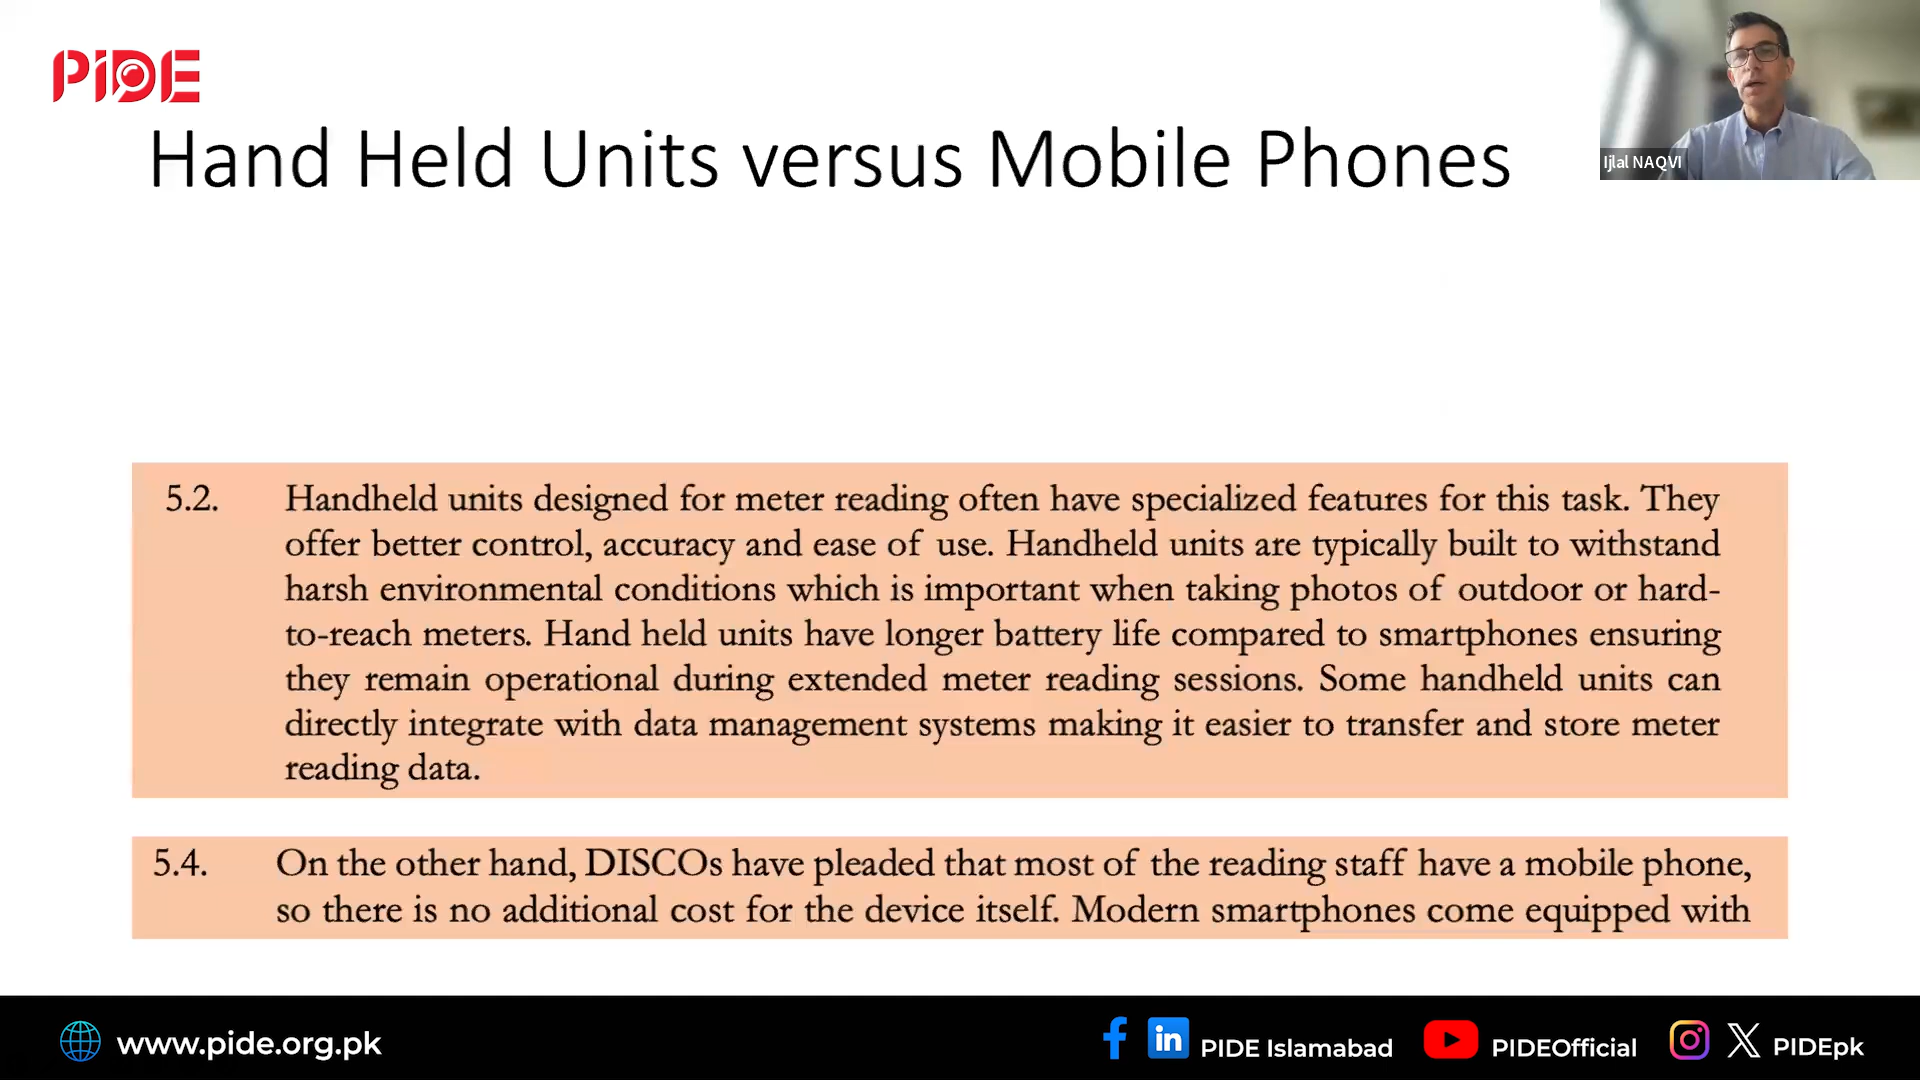 PIDE
Hand Held Units versus Mobile Phones
Ijlal NAQVI
5.2. Handheld units designed for meter reading often have specialized features for this task. They
offer better control, accuracy and ease of use. Handheld units are typically built to withstand
harsh environmental conditions which is important when taking photos of outdoor or hard-
to-reach meters. Hand held units have longer battery life compared to smartphones ensuring
they remain operational during extended meter reading sessions. Some handheld units can
directly integrate with data management systems making it easier to transfer and store meter
reading data.
5.4. On the other hand, DISCOs have pleaded that most of the reading staff have a mobile phone,
so there is no additional cost for the device itself. Modern smartphones come equipped with
www.pide.org.pk
PIDE Islamabad
PIDEOfficial
PIDEpk